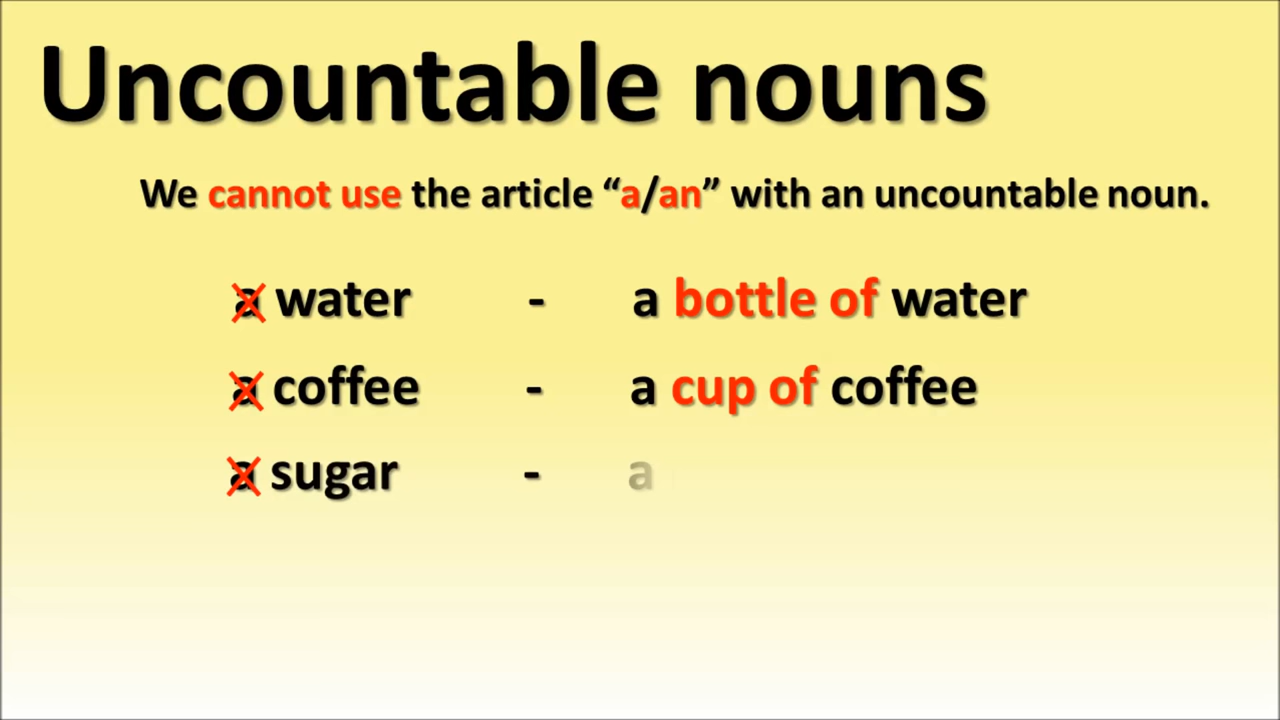 Uncountable nouns
We cannot use the article “a/an” with an uncountable noun.
a water - a bottle of water
a coffee - a cup of coffee
a sugar - a